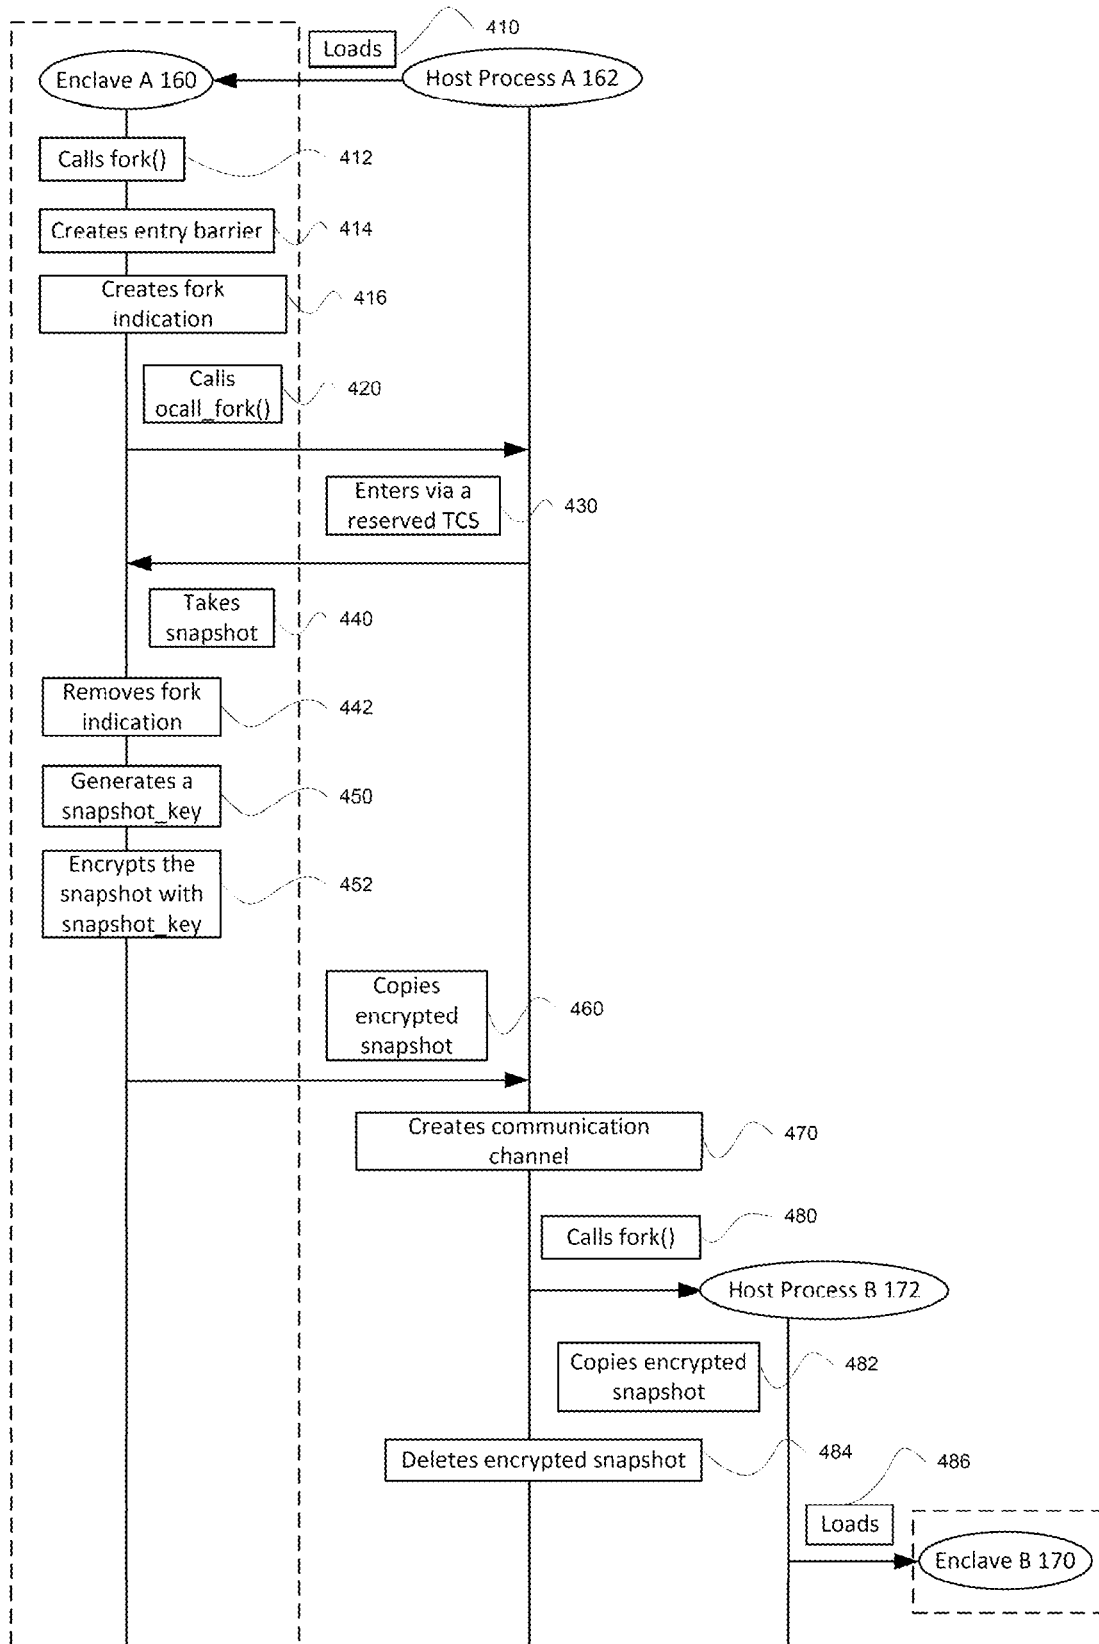 Loads
410
Enclave A 160
Host Process A 162
Calls fork()
412
Creates entry barrier
414
Creates fork
indication
416
Calls
ocall_fork()
420
Enters via a
reserved TCS
430
Takes
snapshot
440
Removes fork
indication
442
Generates a
snapshot_key
450
Encrypts the
snapshot with
snapshot_key
452
Copies
encrypted
snapshot
460
Creates communication
channel
470
Calls fork()
480
Host Process B 172
Copies encrypted
snapshot
482
Deletes encrypted snapshot
484
486
Loads
Enclave B 170